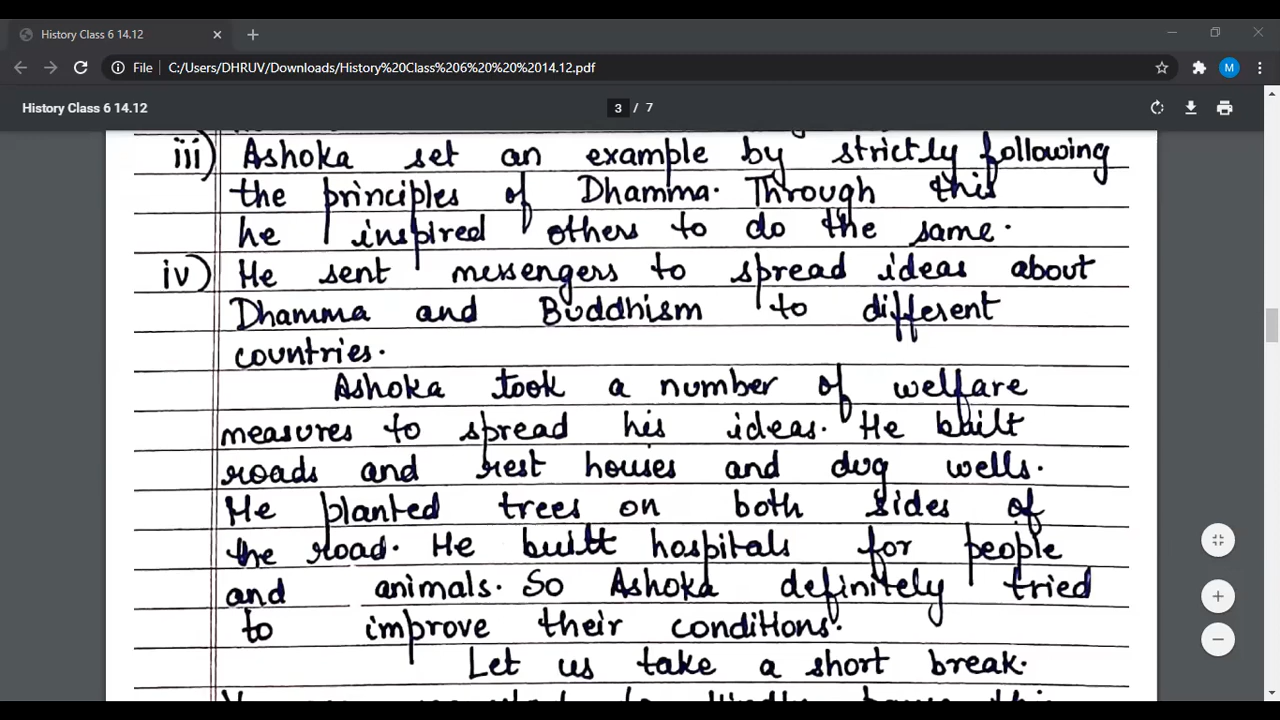 History Class 6 14.12
File C:/Users/DHRUV/Downloads/History%20Class%206%20%20%2014.12.pdf
M
History Class 6 14.12 3 / 7
iii) Ashoka set an example by strictly following
the principles of Dhamma. Through this
he inspired others to do the same.
iv) He sent messengers to spread ideas about
Dhamma and Buddhism to different
countries.
Ashoka took a number of welfare
measures to spread his ideas. He built
roads and rest houses and dug wells.
He planted trees on both sides of
the road. He built hospitals for people
and animals. So Ashoka definitely tried
to improve their conditions.
Let us take a short break.